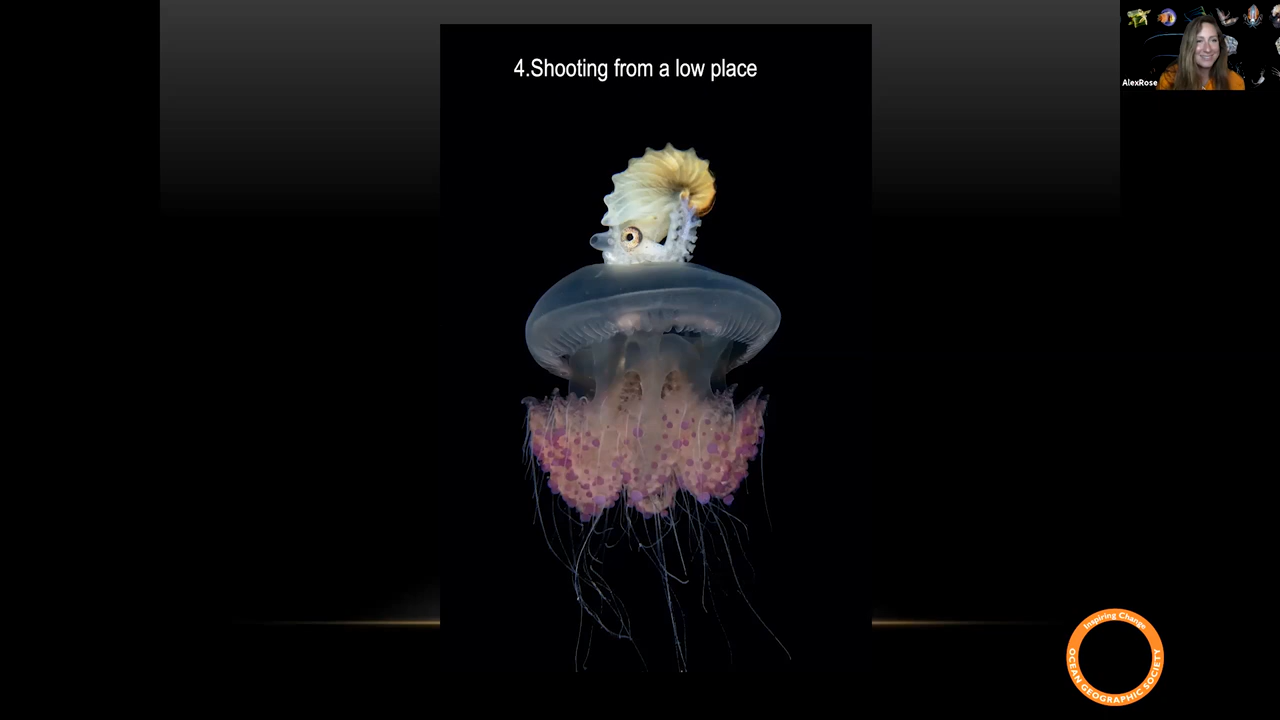 4.Shooting from a low place
AlexRose
Inspiring Change
OCEAN GEOGRAPHIC SOCIETY